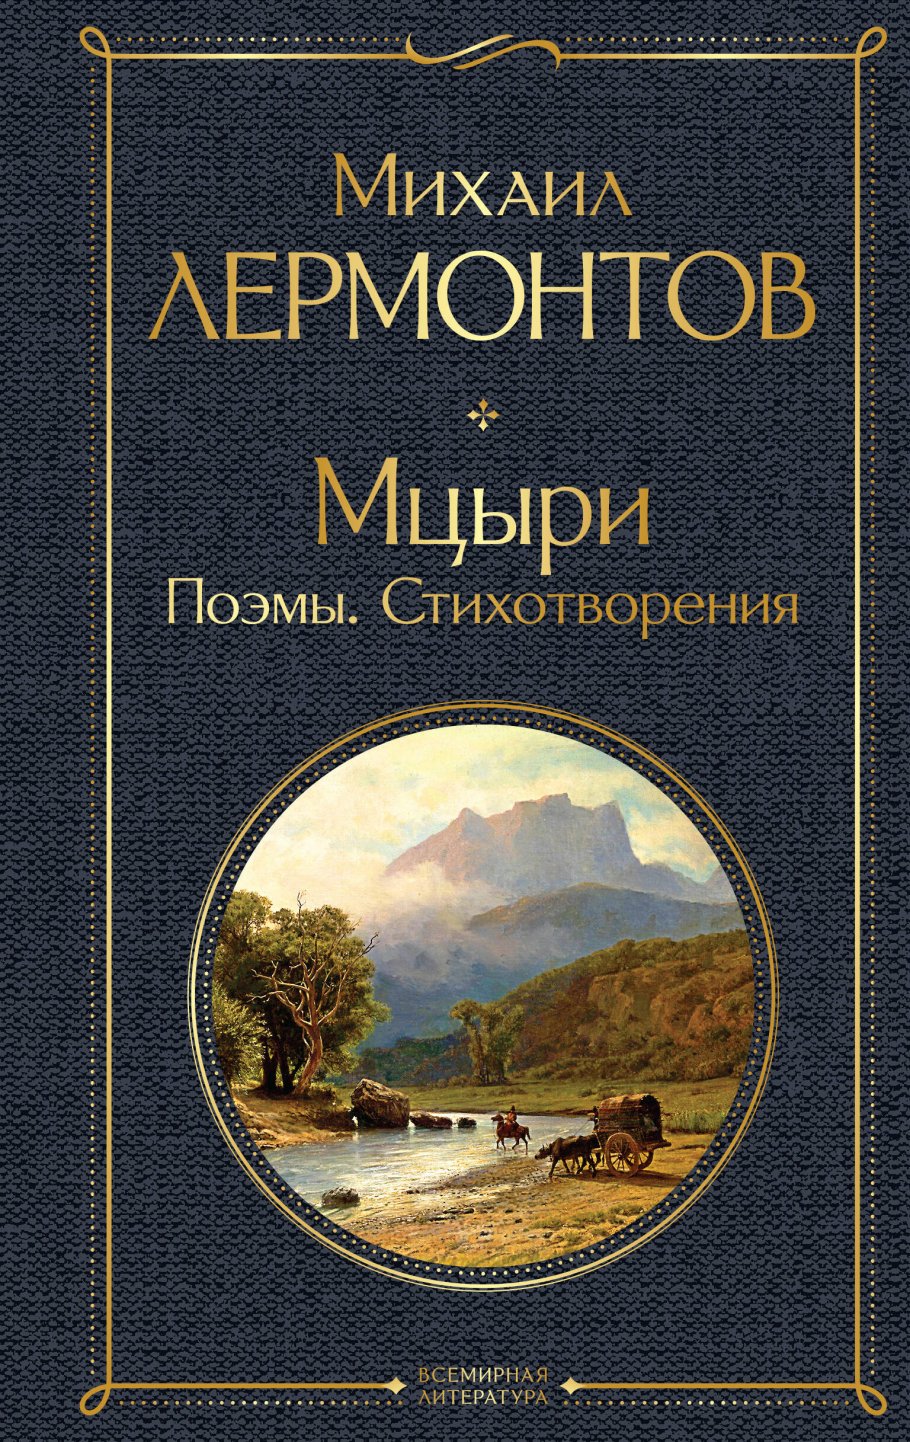 Михаил
ЛЕРМОНТОВ
Мцыри
Поэмы. Стихотворения
ВСЕМИРНАЯ
ЛИТЕРАТУРА